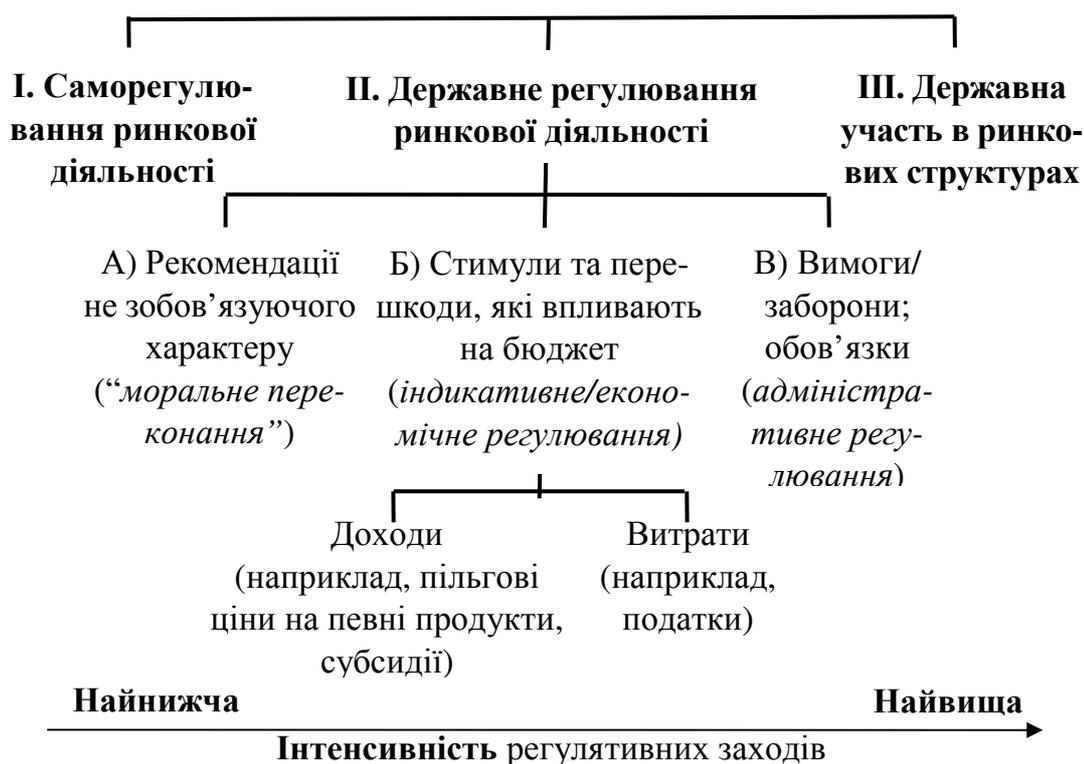 І. Саморегулю-
вання ринкової
діяльності
ІІ. Державне регулювання
ринкової діяльності
ІІІ. Державна
участь в ринко-
вих структурах
А) Рекомендації
не зобов’язуючого
характеру
(“моральне пере-
конання”)
Б) Стимули та пере-
шкоди, які впливають
на бюджет
(індикативне/еконо-
мічне регулювання)
В) Вимоги/
заборони;
обов’язки
(адміністра-
тивне регу-
лювання)
Доходи
(наприклад, пільгові
ціни на певні продукти,
субсидії)
Витрати
(наприклад,
податки)
Найнижча
Найвища
Інтенсивність регулятивних заходів